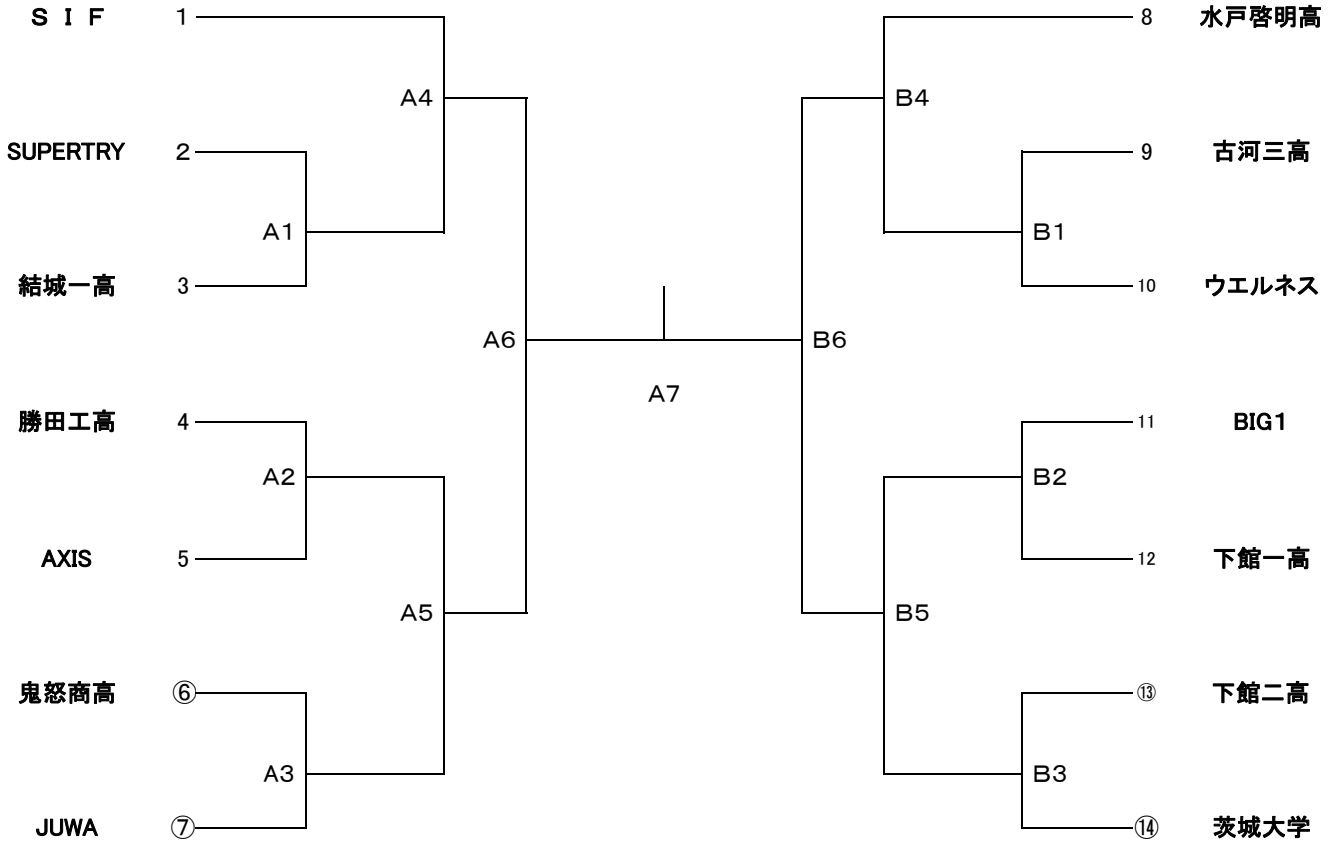 ＳＩＦ 1
8 水戸啓明高
A4
B4
SUPERTRY 2
9 古河三高
A1
B1
結城一高 3
10 ウエルネス
A6
B6
A7
勝田工高 4
11 BIG1
A2
B2
AXIS 5
12 下館一高
A5
B5
鬼怒商高 ⑥
⑬ 下館二高
A3
B3
JUWA ⑦
⑭ 茨城大学